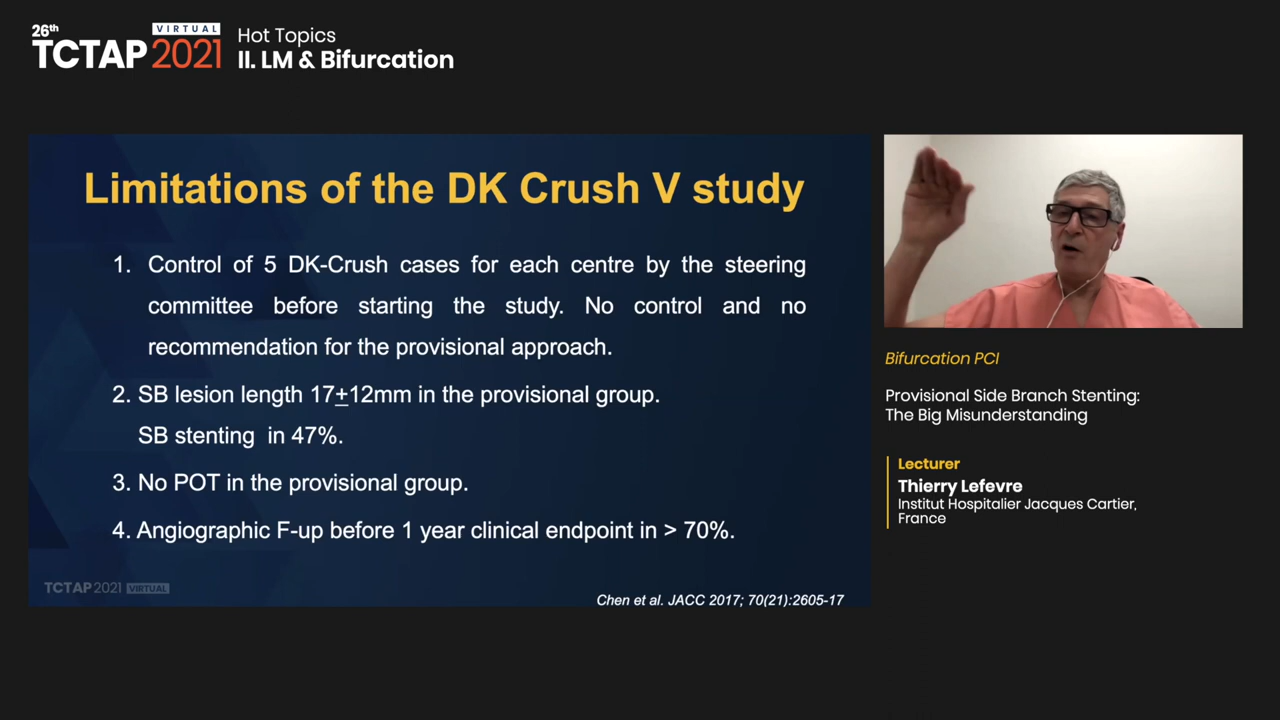 26th
VIRTUAL
TCTAP 2021
Hot Topics
II. LM & Bifurcation
Limitations of the DK Crush V study
1. Control of 5 DK-Crush cases for each centre by the steering
committee before starting the study. No control and no
recommendation for the provisional approach.
2. SB lesion length 17±12mm in the provisional group.
SB stenting in 47%.
3. No POT in the provisional group.
4. Angiographic F-up before 1 year clinical endpoint in > 70%.
TCTAP 2021 VIRTUAL
Chen et al. JACC 2017; 70(21):2605-17
Bifurcation PCI
Provisional Side Branch Stenting:
The Big Misunderstanding
Lecturer
Thierry Lefevre
Institut Hospitalier Jacques Cartier,
France